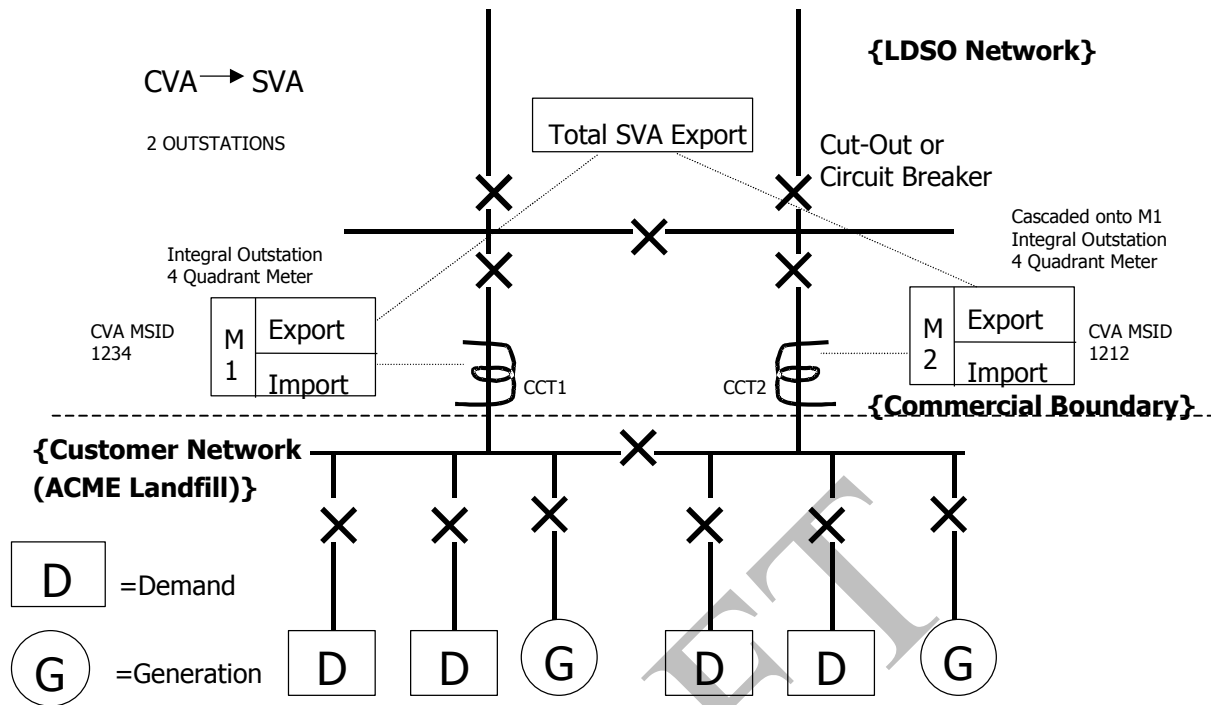 {LDSO Network}
CVA → SVA
2 OUTSTATIONS
Total SVA Export
Cut-Out or
Circuit Breaker
Integral Outstation
4 Quadrant Meter
Cascaded onto M1
Integral Outstation
4 Quadrant Meter
CVA MSID
1234
M
1
Export
Import
CCT1
CCT2
M
2
Export
Import
CVA MSID
1212
{Commercial Boundary}
{Customer Network
(ACME Landfill)}
D =Demand
G =Generation
D D G D D G
ET